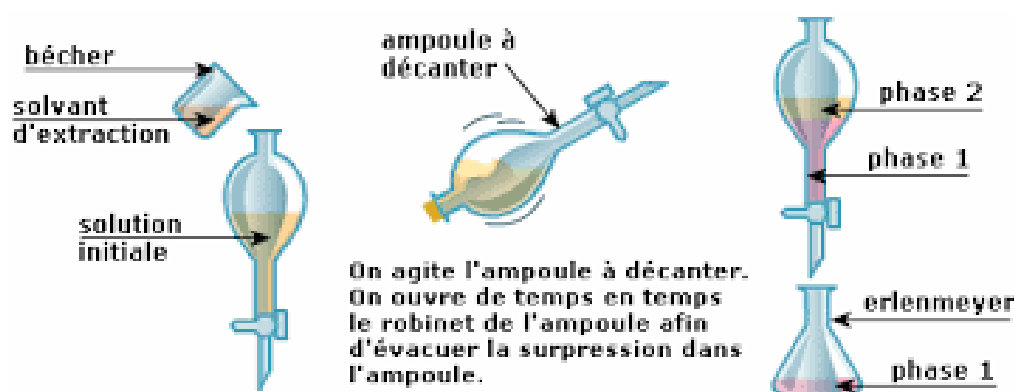 bécher
solvant
d'extraction
solution
initiale
ampoule à
décanter
On agite l'ampoule à décanter.
On ouvre de temps en temps
le robinet de l'ampoule afin
d'évacuer la surpression dans
l'ampoule.
phase 2
phase 1
erlenmeyer
phase 1